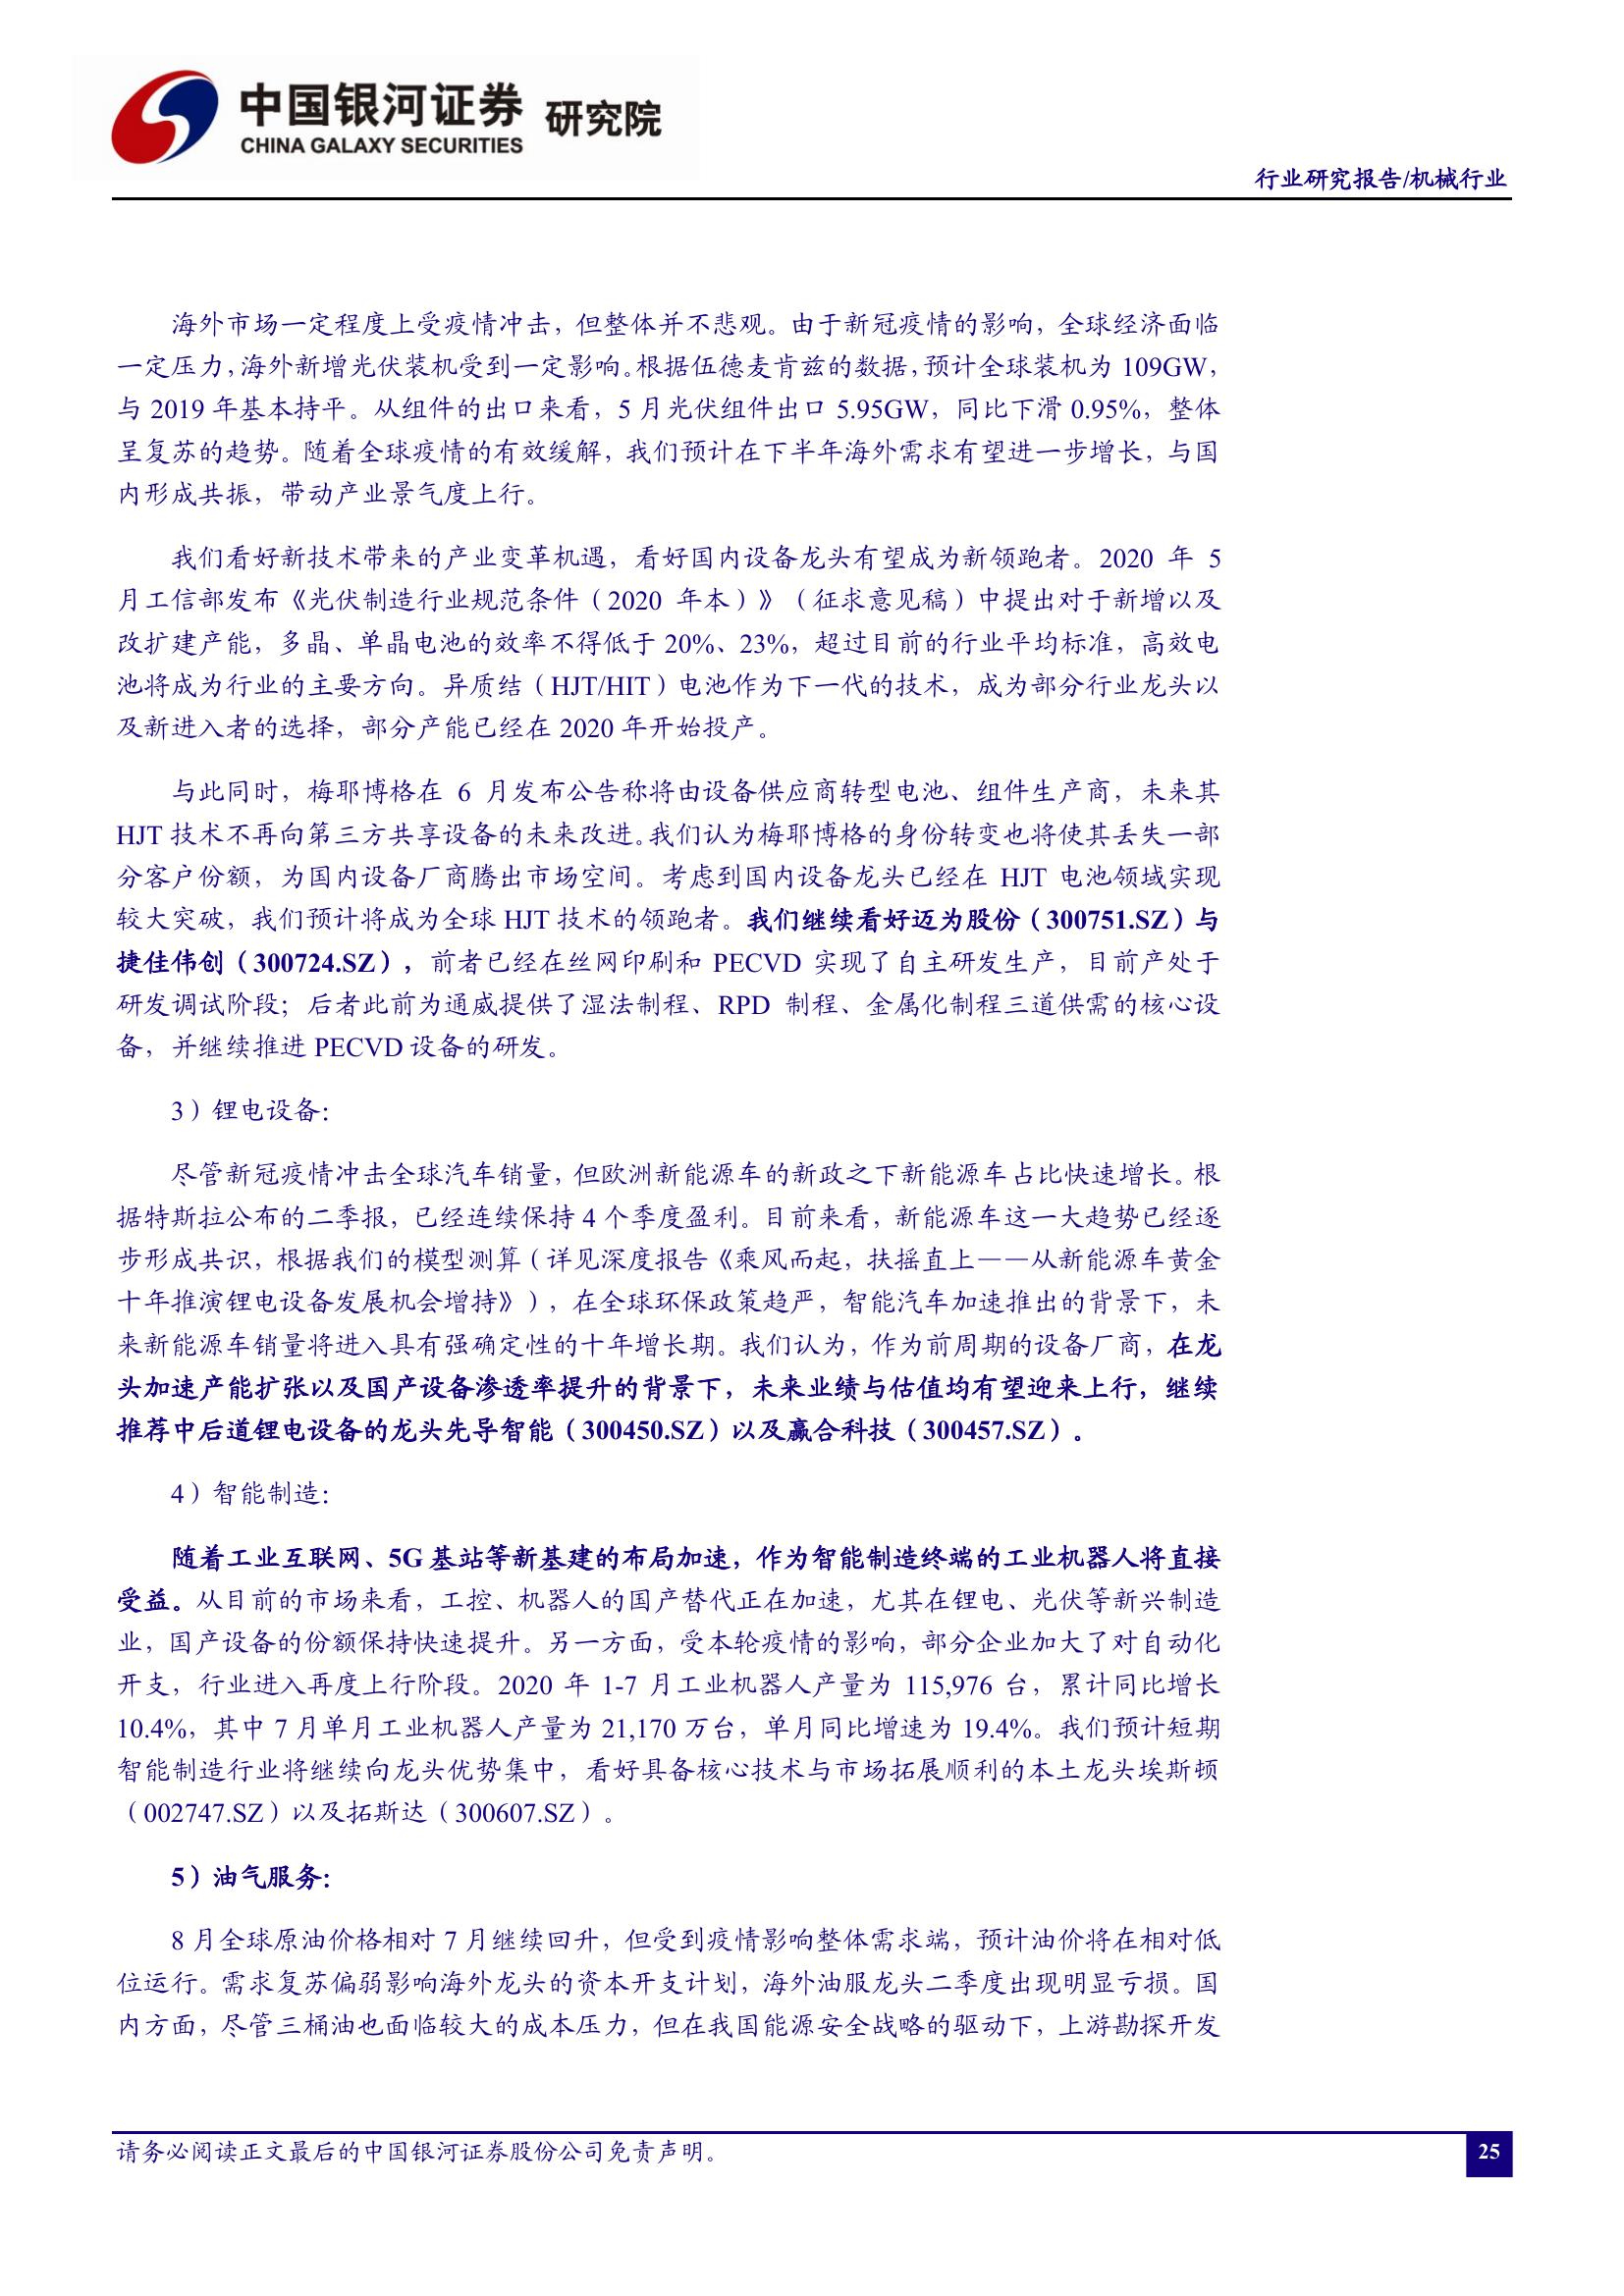 中国银河证券 研究院
CHINA GALAXY SECURITIES
行业研究报告/机械行业
海外市场一定程度上受疫情冲击，但整体并不悲观。由于新冠疫情的影响，全球经济面临
一定压力，海外新增光伏装机受到一定影响。根据伍德麦肯兹的数据，预计全球装机为 109GW，
与 2019 年基本持平。从组件的出口来看，5 月光伏组件出口 5.95GW，同比下滑 0.95%，整体
呈复苏的趋势。随着全球疫情的有效缓解，我们预计在下半年海外需求有望进一步增长，与国
内形成共振，带动产业景气度上行。
我们看好新技术带来的产业变革机遇，看好国内设备龙头有望成为新领跑者。2020 年 5
月工信部发布《光伏制造行业规范条件（2020 年本）》（征求意见稿）中提出对于新增以及
改扩建产能，多晶、单晶电池的效率不得低于 20%、23%，超过目前的行业平均标准，高效电
池将成为行业的主要方向。异质结（HJT/HIT）电池作为下一代的技术，成为部分行业龙头以
及新进入者的选择，部分产能已经在 2020 年开始投产。
与此同时，梅耶博格在 6 月发布公告称将由设备供应商转型电池、组件生产商，未来其
HJT 技术不再向第三方共享设备的未来改进。我们认为梅耶博格的身份转变也将使其丢失一部
分客户份额，为国内设备厂商腾出市场空间。考虑到国内设备龙头已经在 HJT 电池领域实现
较大突破，我们预计将成为全球 HJT 技术的领跑者。我们继续看好迈为股份（300751.SZ）与
捷佳伟创（300724.SZ），前者已经在丝网印刷和 PECVD 实现了自主研发生产，目前产处于
研发调试阶段；后者此前为通威提供了湿法制程、RPD 制程、金属化制程三道供需的核心设
备，并继续推进 PECVD 设备的研发。
3）锂电设备：
尽管新冠疫情冲击全球汽车销量，但欧洲新能源车的新政之下新能源车占比快速增长。根
据特斯拉公布的二季报，已经连续保持 4 个季度盈利。目前来看，新能源车这一大趋势已经逐
步形成共识，根据我们的模型测算（详见深度报告《乘风而起，扶摇直上——从新能源车黄金
十年推演锂电设备发展机会增持》），在全球环保政策趋严，智能汽车加速推出的背景下，未
来新能源车销量将进入具有强确定性的十年增长期。我们认为，作为前周期的设备厂商，在龙
头加速产能扩张以及国产设备渗透率提升的背景下，未来业绩与估值均有望迎来上行，继续
推荐中后道锂电设备的龙头先导智能（300450.SZ）以及赢合科技（300457.SZ）。
4）智能制造：
随着工业互联网、5G 基站等新基建的布局加速，作为智能制造终端的工业机器人将直接
受益。从目前的市场来看，工控、机器人的国产替代正在加速，尤其在锂电、光伏等新兴制造
业，国产设备的份额保持快速提升。另一方面，受本轮疫情的影响，部分企业加大了对自动化
开支，行业进入再度上行阶段。2020 年 1-7 月工业机器人产量为 115,976 台，累计同比增长
10.4%，其中 7 月单月工业机器人产量为 21,170 万台，单月同比增速为 19.4%。我们预计短期
智能制造行业将继续向龙头优势集中，看好具备核心技术与市场拓展顺利的本土龙头埃斯顿
（002747.SZ）以及拓斯达（300607.SZ）。
5）油气服务：
8 月全球原油价格相对 7 月继续回升，但受到疫情影响整体需求端，预计油价将在相对低
位运行。需求复苏偏弱影响海外龙头的资本开支计划，海外油服龙头二季度出现明显亏损。国
内方面，尽管三桶油也面临较大的成本压力，但在我国能源安全战略的驱动下，上游勘探开发
请务必阅读正文最后的中国银河证券股份公司免责声明。
25